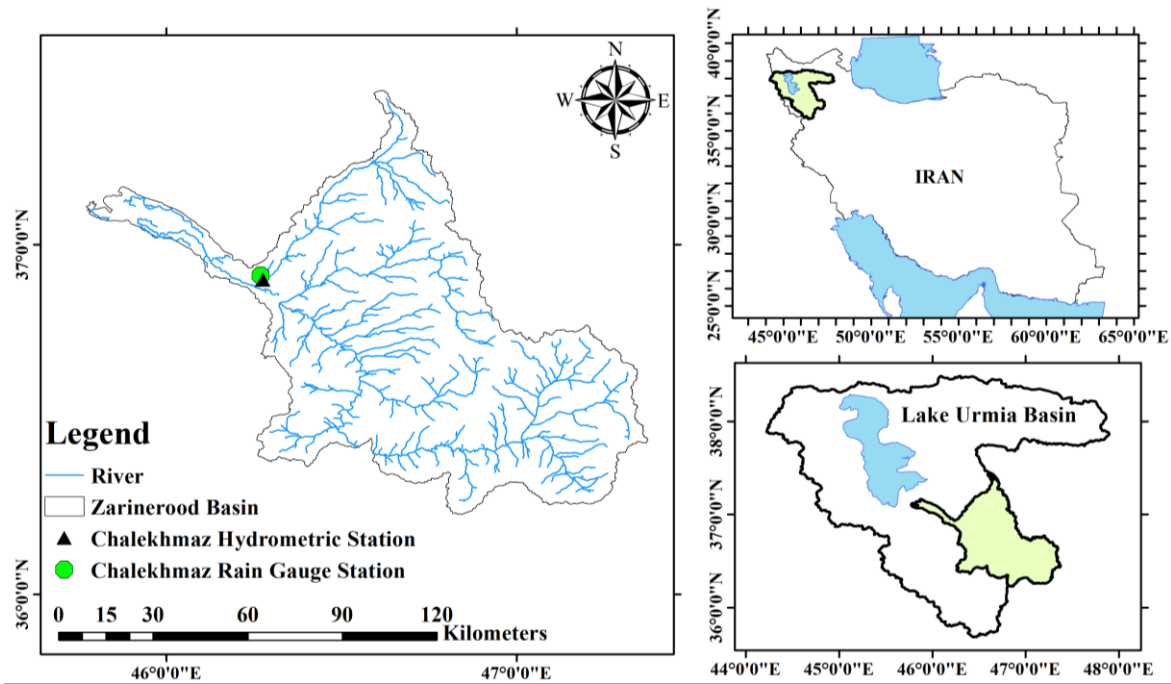 N
W E
S
37°0'0"N
36°0'0"N
Legend
River
Zarinerood Basin
Chalekhmaz Hydrometric Station
Chalekhmaz Rain Gauge Station
0 15 30 60 90 120
Kilometers
46°0'0"E 47°0'0"E
40°0'0"N
35°0'0"N
30°0'0"N
25°0'0"N
IRAN
45°0'0"E 50°0'0"E 55°0'0"E 60°0'0"E 65°0'0"E
38°0'0"N
37°0'0"N
36°0'0"N
Lake Urmia Basin
44°0'0"E 45°0'0"E 46°0'0"E 47°0'0"E 48°0'0"E